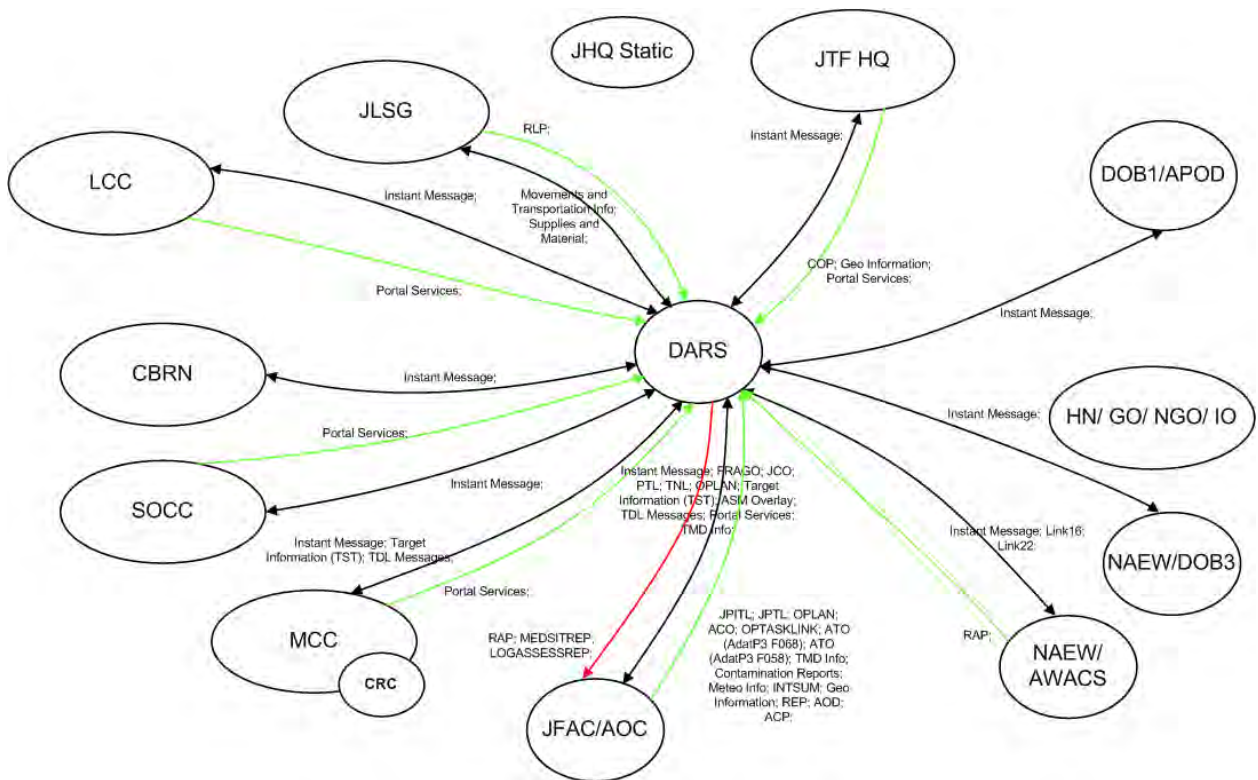 JHQ Static
JTF HQ
JLSG
RLP;
Instant Message;
LCC
DOB1/APOD
Instant Message;
Movements and
Transportation Info;
Supplies and
Material;
COP; Geo Information;
Portal Services;
Portal Services;
Instant Message;
DARS
CBRN
Instant Message;
HN/ GO/ NGO/ IO
Instant Message;
Portal Services;
SOCC
Instant Message;
Instant Message; FRAGO; JCO;
PTL; TNL; OPLAN; Target
Information (TST); ASM Overlay;
TDL Messages; Portal Services;
TMD Info;
Instant Message; Link16;
Link22;
NAEW/DOB3
Instant Message; Target
Information (TST); TDL Messages;
Portal Services;
MCC
CRC
RAP; MEDSITREP;
LOGASSESSREP;
JPITL; JPTL; OPLAN;
ACO; OPTASKLINK; ATO
(AdatP3 F068); ATO
(AdatP3 F058); TMD Info;
Contamination Reports;
Meteo Info; INTSUM; Geo
Information; REP; AOD;
ACP;
RAP;
NAEW/
AWACS
JFAC/AOC